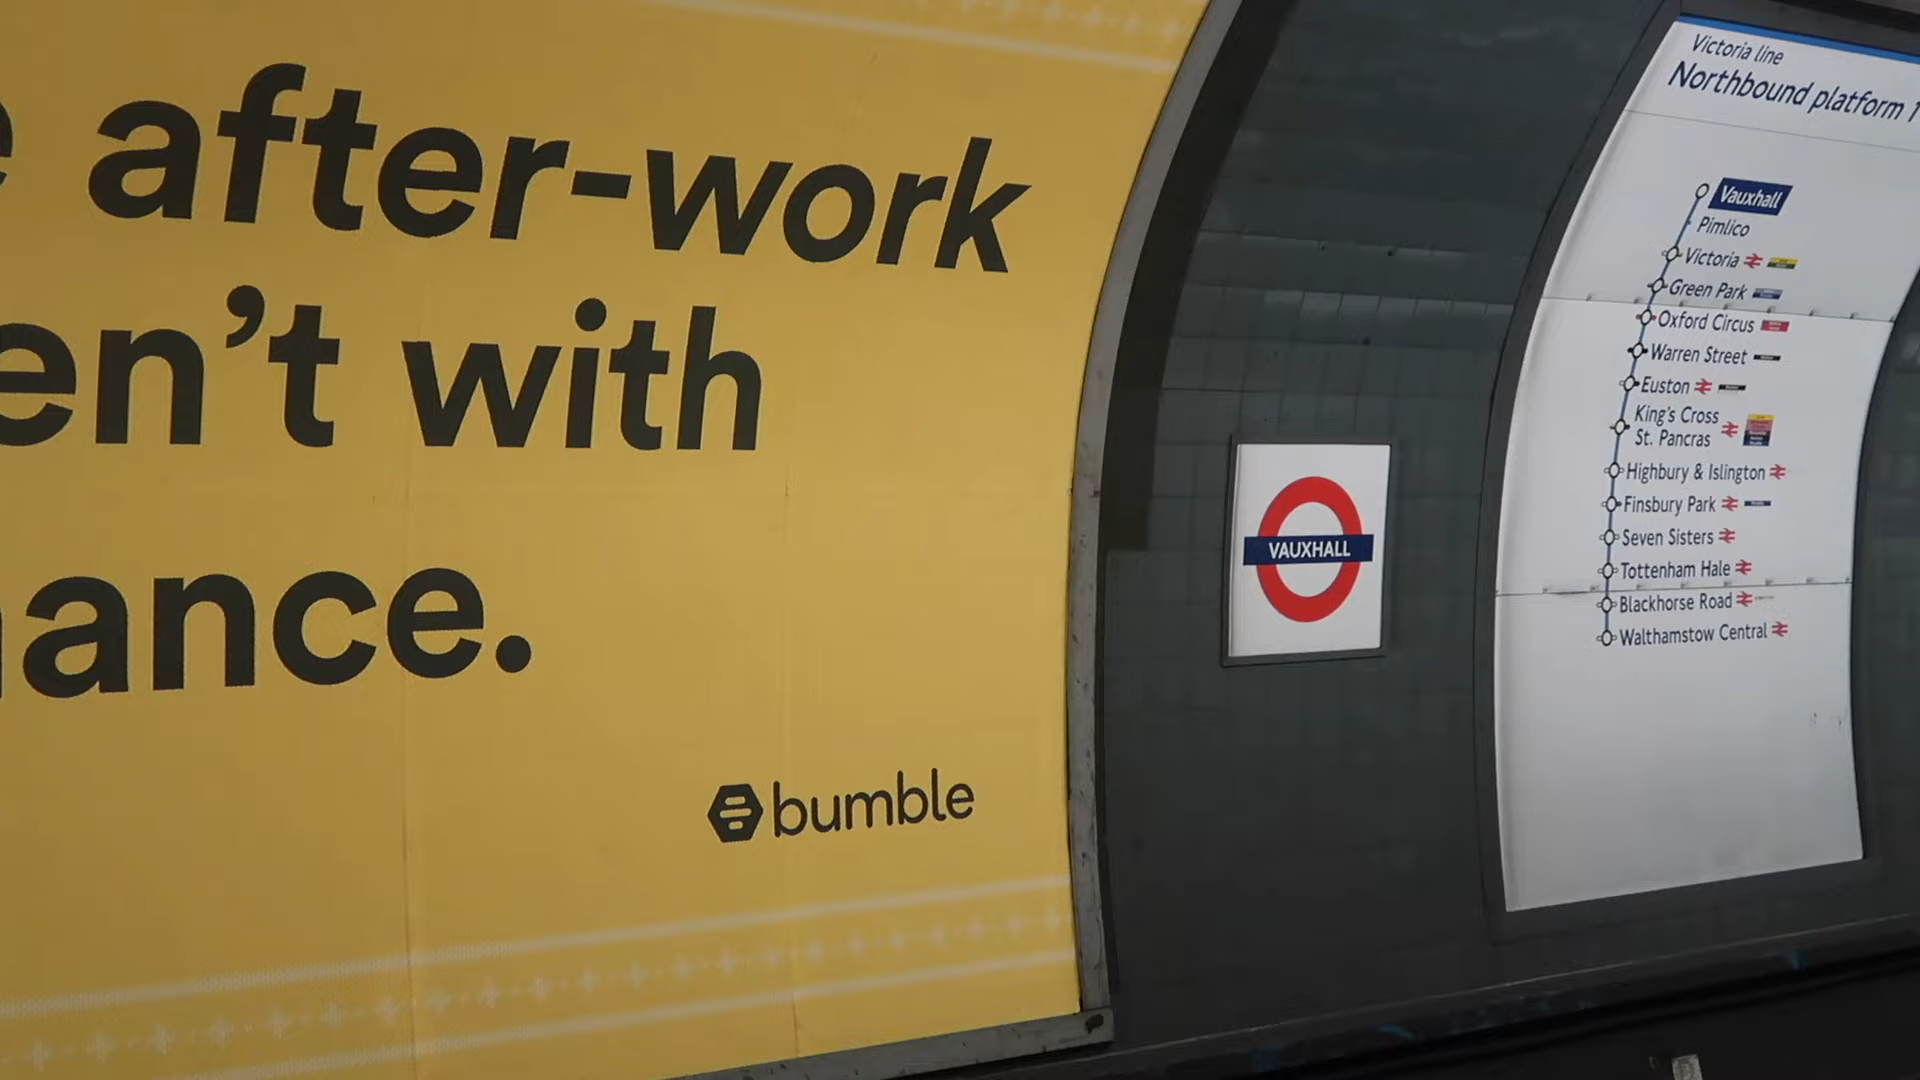 after-work
en't with
ance.
bumble
VAUXHALL
Victoria line
Northbound platform 1
Vauxhall
Pimlico
Victoria
Green Park
Oxford Circus
Warren Street
Euston
King's Cross
St. Pancras
Highbury & Islington
Finsbury Park
Seven Sisters
Tottenham Hale
Blackhorse Road
Walthamstow Central